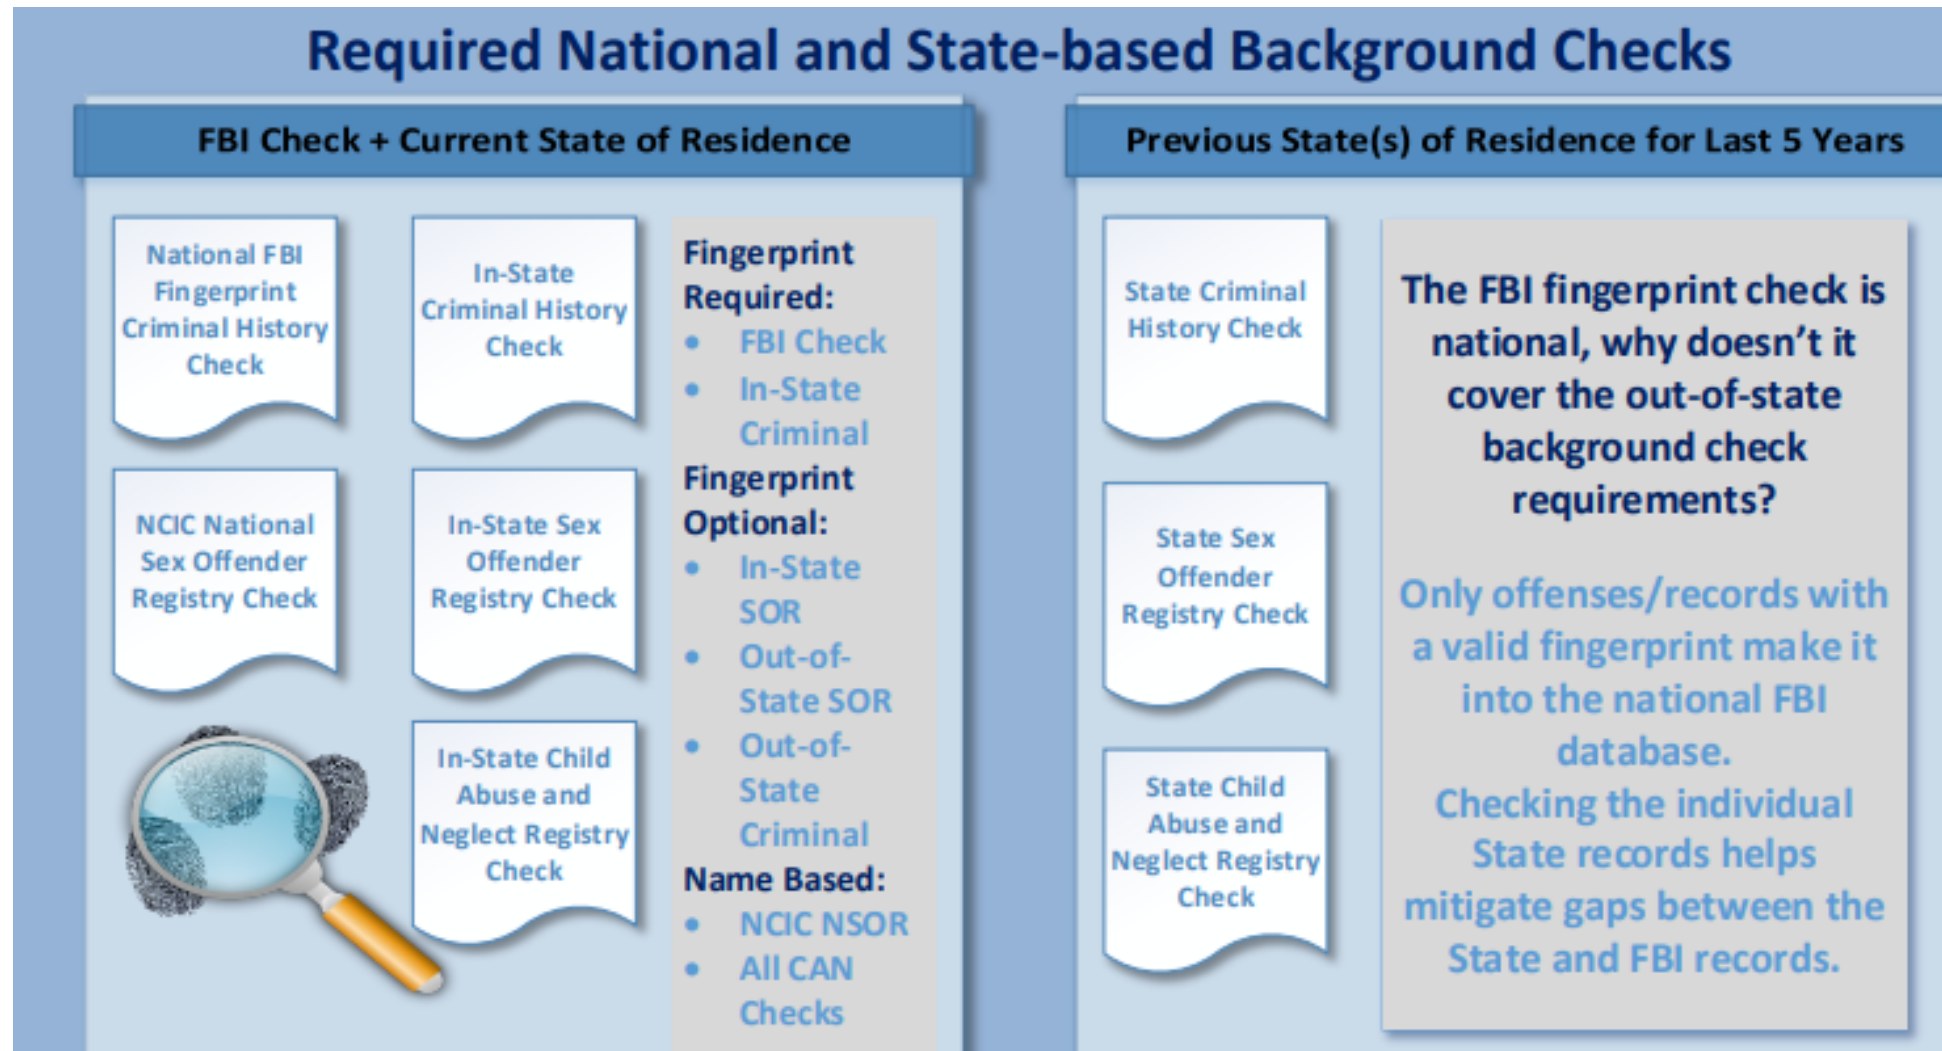 Required National and State-based Background Checks
FBI Check + Current State of Residence
National FBI
Fingerprint
Criminal History
Check
In-State
Criminal History
Check
NCIC National
Sex Offender
Registry Check
In-State Sex
Offender
Registry Check
In-State Child
Abuse and
Neglect Registry
Check
Fingerprint
Required:
• FBI Check
• In-State
Criminal
Fingerprint
Optional:
• In-State
SOR
• Out-of-
State SOR
• Out-of-
State
Criminal
Name Based:
• NCIC NSOR
• All CAN
Checks
Previous State(s) of Residence for Last 5 Years
State Criminal
History Check
State Sex
Offender
Registry Check
State Child
Abuse and
Neglect Registry
Check
The FBI fingerprint check is
national, why doesn't it
cover the out-of-state
background check
requirements?
Only offenses/records with
a valid fingerprint make it
into the national FBI
database.
Checking the individual
State records helps
mitigate gaps between the
State and FBI records.